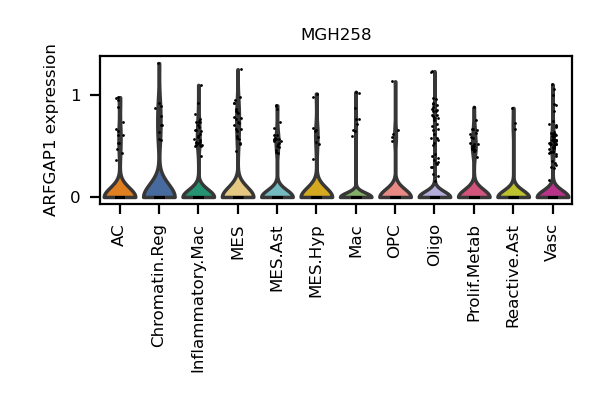 MGH258
ARFGAP1 expression
1
0
AC
Chromatin.Reg
Inflammatory.Mac
MES
MES.Ast
MES.Hyp
Mac
OPC
Oligo
Prolif.Metab
Reactive.Ast
Vasc